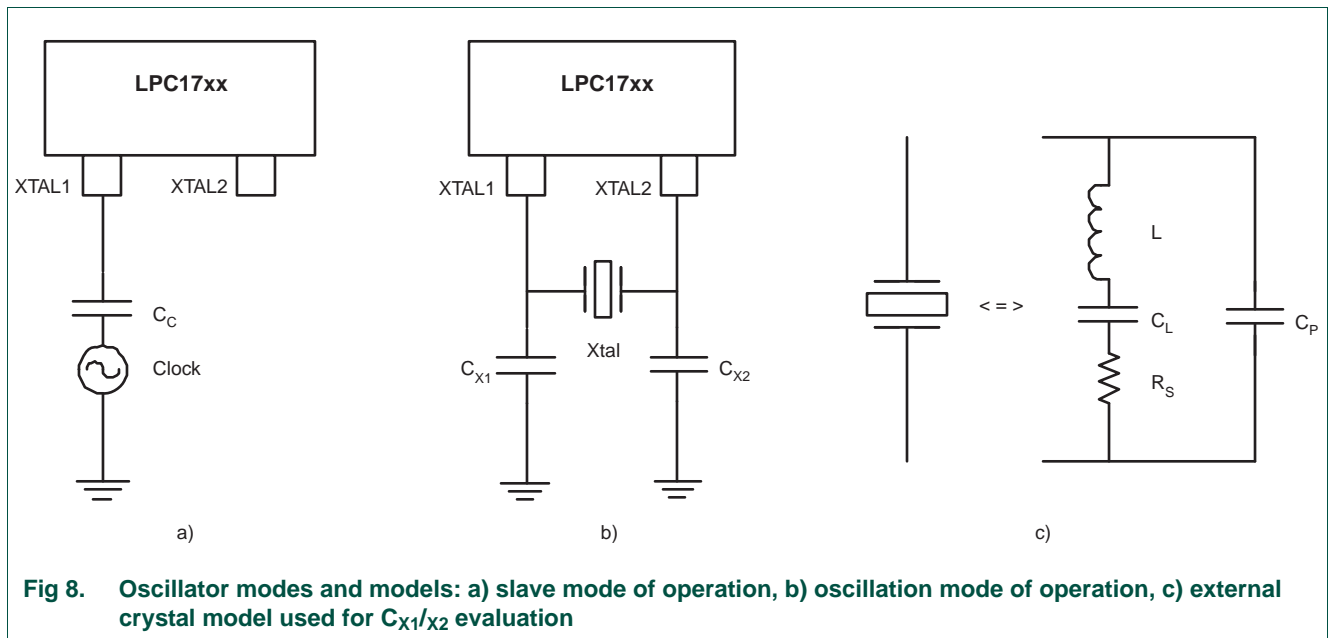 LPC17xx
XTAL1
XTAL2
C_C
Clock
a)
LPC17xx
XTAL1
XTAL2
Xtal
C_X1
C_X2
b)
< = >
L
C_L
R_S
C_P
c)
Fig 8. Oscillator modes and models: a) slave mode of operation, b) oscillation mode of operation, c) external
crystal model used for C_X1/X2 evaluation